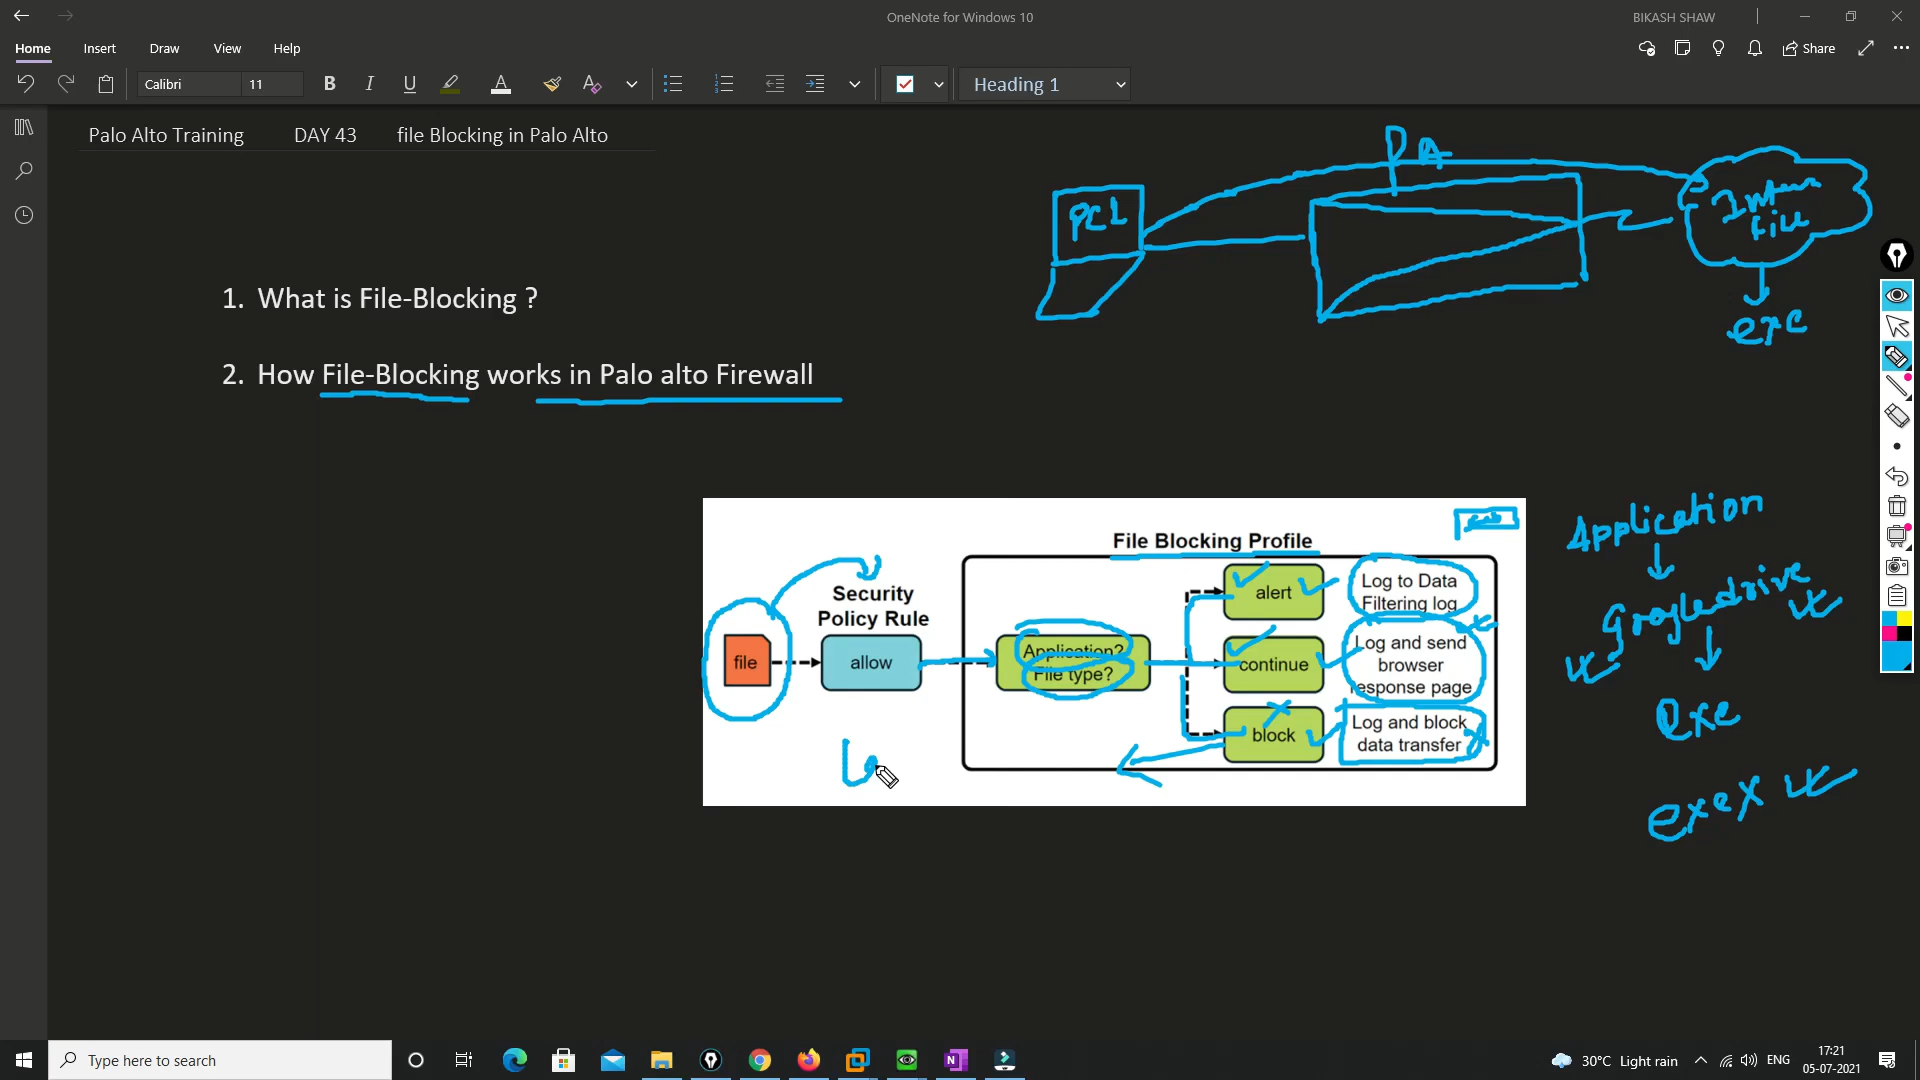 OneNote for Windows 10
BIKASH SHAW
Home Insert Draw View Help
Share
Calibri 11 B I U A Heading 1
Palo Alto Training DAY 43 file Blocking in Palo Alto
PA
PC1
file
exe
1. What is File-Blocking ?
2. How File-Blocking works in Palo alto Firewall
File Blocking Profile
Security
Policy Rule
file
allow
Application?
File type?
alert
continue
block
Log to Data
Filtering log
Log and send
browser
response page
Log and block
data transfer
Application
exe
exe x
Type here to search
30°C Light rain
ENG
17:21
05-07-2021